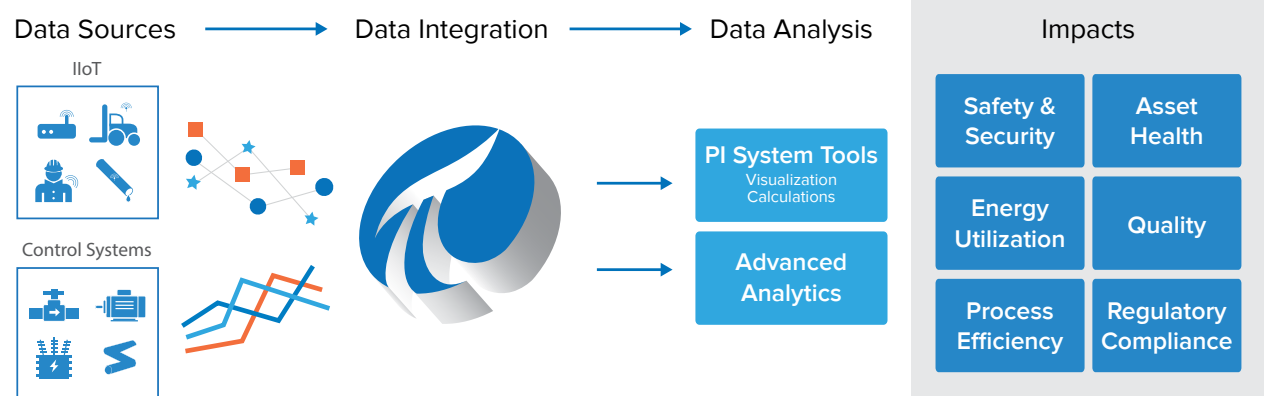 Data Sources
Data Integration
Data Analysis
Impacts
IIoT
Control Systems
PI System Tools
Visualization
Calculations
Advanced
Analytics
Safety &
Security
Asset
Health
Energy
Utilization
Quality
Process
Efficiency
Regulatory
Compliance